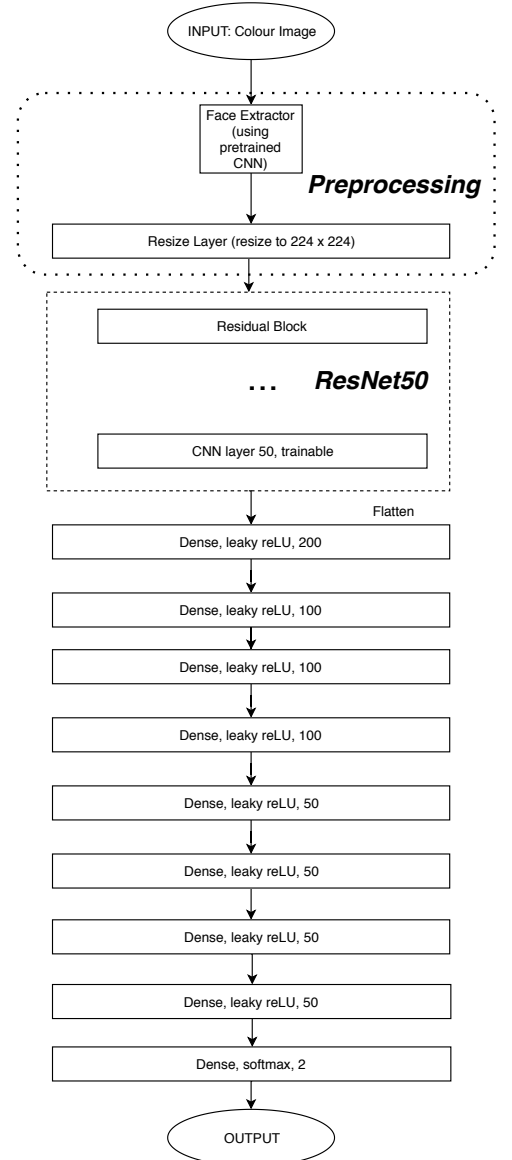 INPUT: Colour Image
Face Extractor
(using
pretrained
CNN)
Preprocessing
Resize Layer (resize to 224 x 224)
Residual Block
... ResNet50
CNN layer 50, trainable
Flatten
Dense, leaky reLU, 200
Dense, leaky reLU, 100
Dense, leaky reLU, 100
Dense, leaky reLU, 100
Dense, leaky reLU, 50
Dense, leaky reLU, 50
Dense, leaky reLU, 50
Dense, leaky reLU, 50
Dense, softmax, 2
OUTPUT